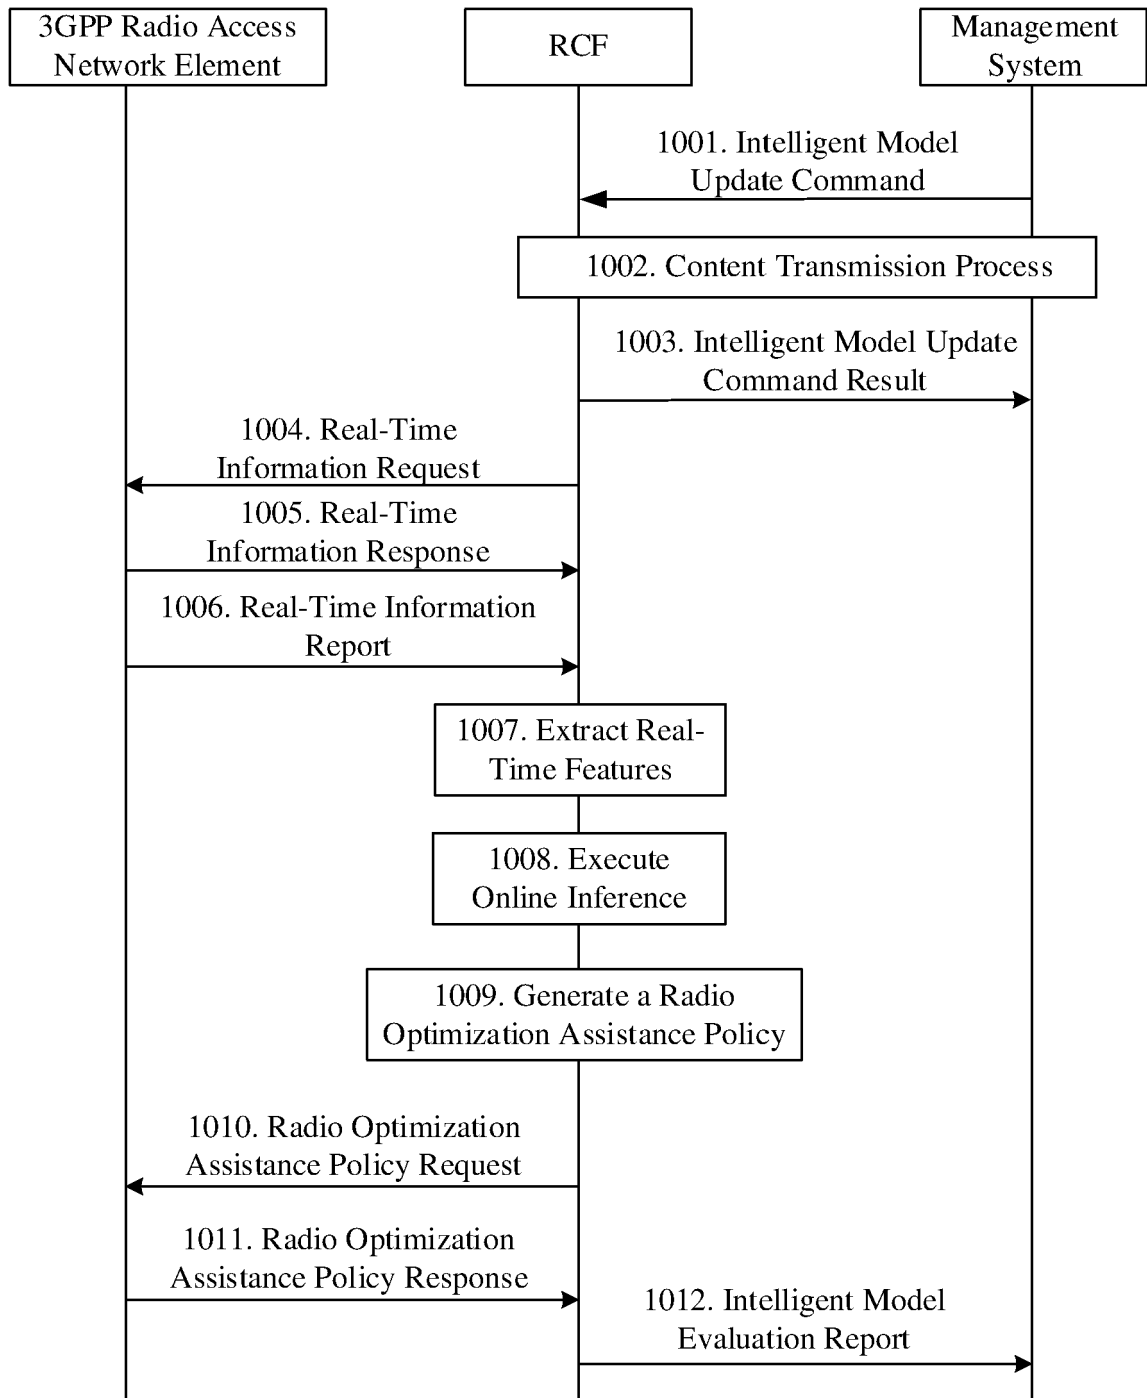 3GPP Radio Access
Network Element
RCF
Management
System
1001. Intelligent Model
Update Command
1002. Content Transmission Process
1003. Intelligent Model Update
Command Result
1004. Real-Time
Information Request
1005. Real-Time
Information Response
1006. Real-Time Information
Report
1007. Extract Real-
Time Features
1008. Execute
Online Inference
1009. Generate a Radio
Optimization Assistance Policy
1010. Radio Optimization
Assistance Policy Request
1011. Radio Optimization
Assistance Policy Response
1012. Intelligent Model
Evaluation Report